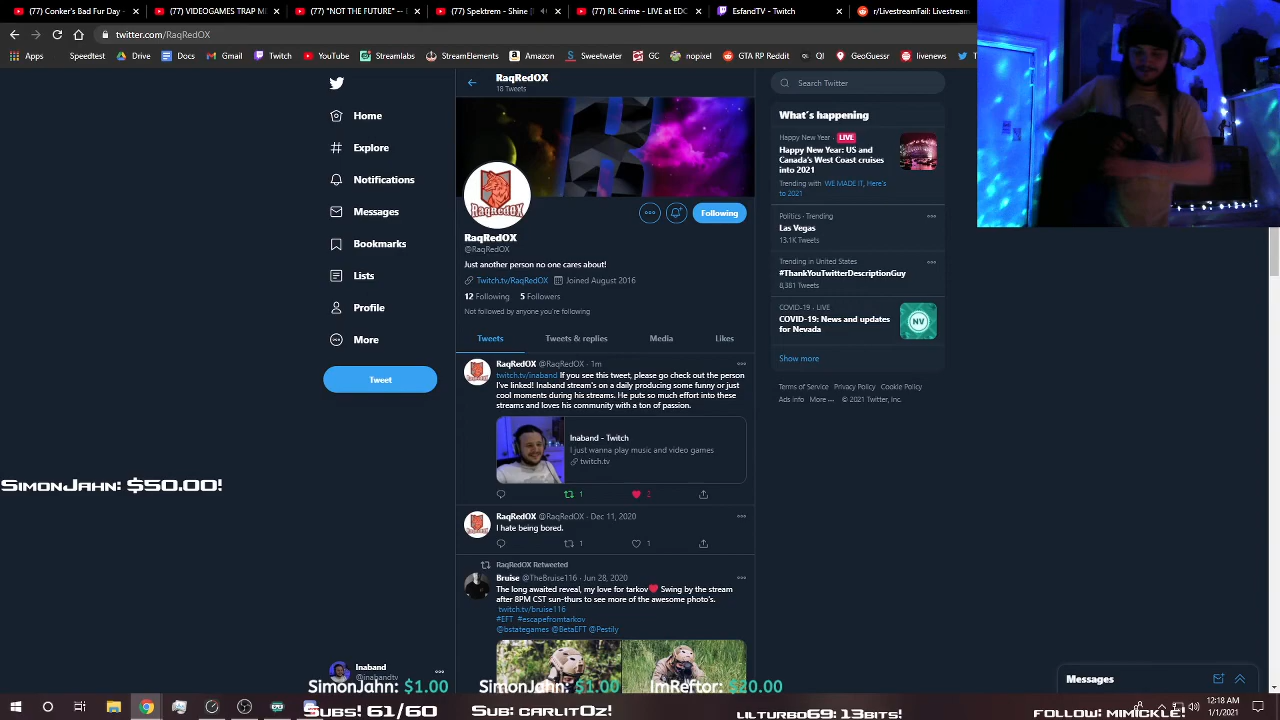 (77) Conker's Bad Fur Day -
(77) VIDEOGAMES TRAP ME
(77) "NOT THE FUTURE" --
(77) Spektrem - Shine [
(77) RL Grime - LIVE at EDC
EsfandTV - Twitch
r/LivestreamFail: Livestream
twitter.com/RaqRedOX
Apps
Speedtest
Drive
Docs
Gmail
Twitch
YouTube
Streamlabs
StreamElements
Amazon
Sweetwater
GC
nopixel
GTA RP Reddit
QI
GeoGuessr
livenews
Home
Explore
Notifications
Messages
Bookmarks
Lists
Profile
More
Tweet
RaqRedOX
18 Tweets
RaqRedOX
Following
RaqRedOX
@RaqRedOX
Just another person no one cares about!
Twitch.tv/RaqRedOX Joined August 2016
12 Following 5 Followers
Not followed by anyone you're following
Tweets
Tweets & replies
Media
Likes
RaqRedOX @RaqRedOX · 1m
twitch.tv/inaband If you see this tweet, please go check out the person
I've linked! Inaband stream's on a daily producing some funny or just
cool moments during his streams. He puts so much effort into these
streams and loves his community with a ton of passion.
Inaband - Twitch
I just wanna play music and video games
twitch.tv
1
2
RaqRedOX @RaqRedOX · Dec 11, 2020
I hate being bored.
1
1
RaqRedOX Retweeted
Bruise @TheBruise116 · Jun 28, 2020
The long awaited reveal, my love for tarkov❤ Swing by the stream
after 8PM CST sun-thurs to see more of the awesome photo's.
twitch.tv/bruise116
#EFT #escapefromtarkov
@bstategames @BetaEFT @Pestily
Search Twitter
What's happening
Happy New Year · LIVE
Happy New Year: US and
Canada's West Coast cruises
into 2021
Trending with WE MADE IT, Here's
to 2021
Politics · Trending
Las Vegas
13.1K Tweets
Trending in United States
#ThankYouTwitterDescriptionGuy
8,381 Tweets
COVID-19 · LIVE
COVID-19: News and updates
for Nevada
NV
Show more
Terms of Service Privacy Policy Cookie Policy
Ads info More ... © 2021 Twitter, Inc.
SimonJahn: $50.00!
Inaband
@inabandtv
Messages
SimonJahn: $1.00
SimonJahn: $1.00
ImReftor: $20.00
Subs! 61/60
Sub: carlitOz!
lilturbo69: 13bits!
Follow: Mimickle!
12:18 AM
1/1/2021